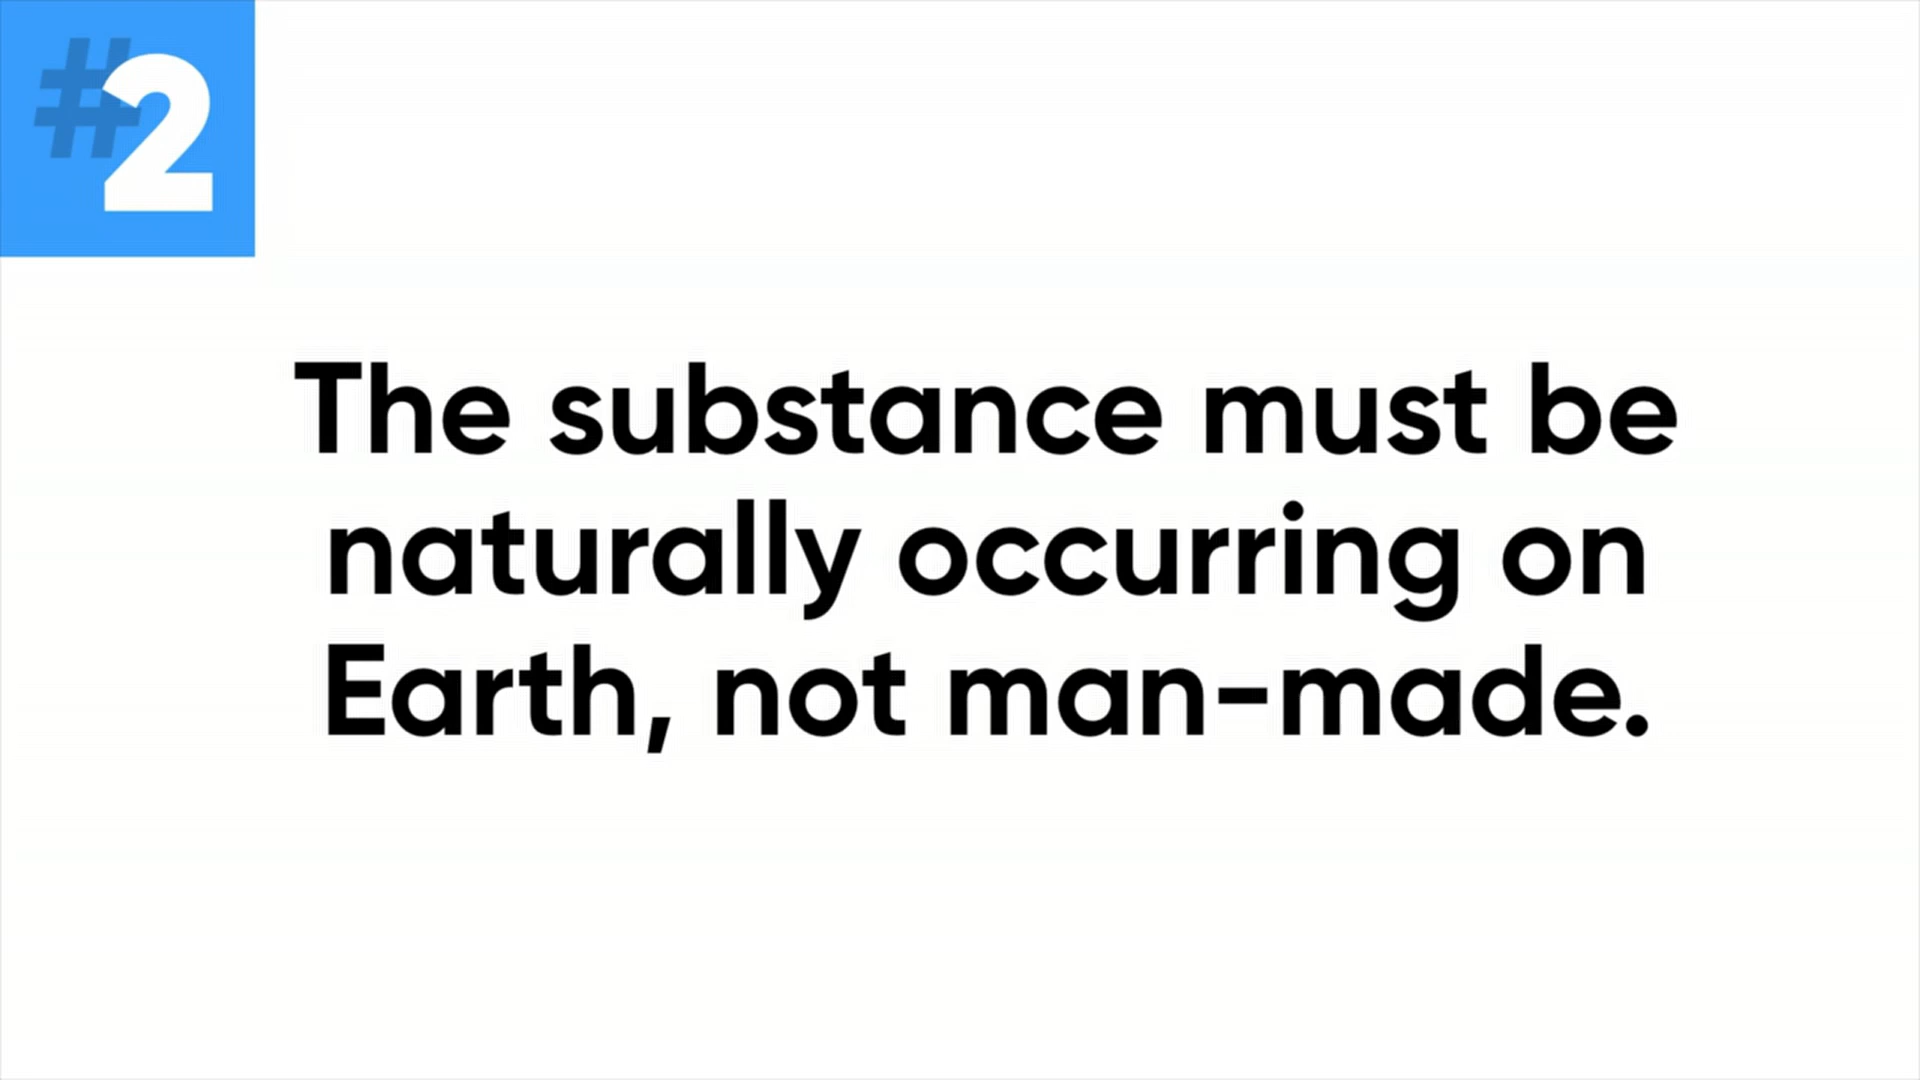 #2
The substance must be
naturally occurring on
Earth, not man-made.